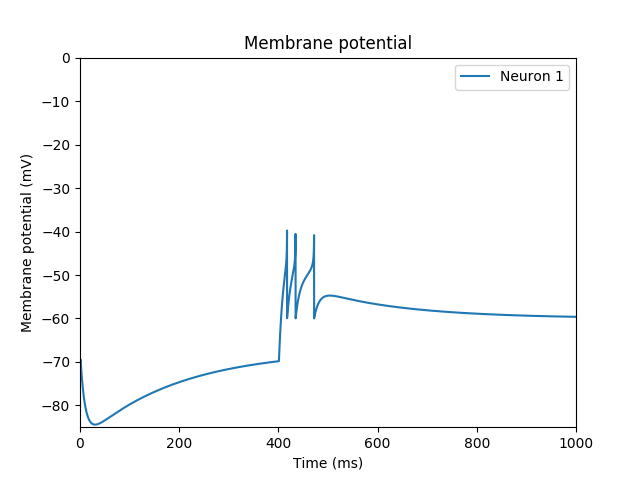 Membrane potential
Neuron 1
Membrane potential (mV)
0
−10
−20
−30
−40
−50
−60
−70
−80
0 200 400 600 800 1000
Time (ms)